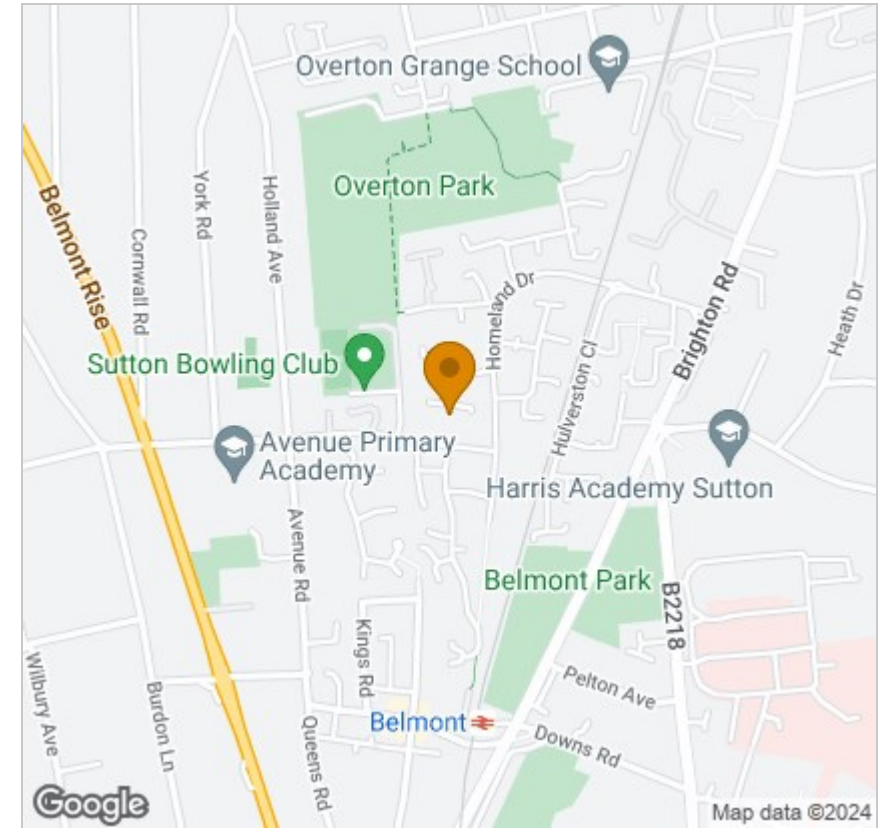 Overton Grange School
Overton Park
York Rd
Holland Ave
Cornwall Rd
Belmont Rise
Homeland Dr
Brighton Rd
Heath Dr
Hulverston Cl
Sutton Bowling Club
Avenue Primary
Academy
Harris Academy Sutton
Avenue Rd
Belmont Park
B2218
Kings Rd
Pelton Ave
Wilbury Ave
Burdon Ln
Queens Rd
Belmont
Downs Rd
Google
Map data ©2024